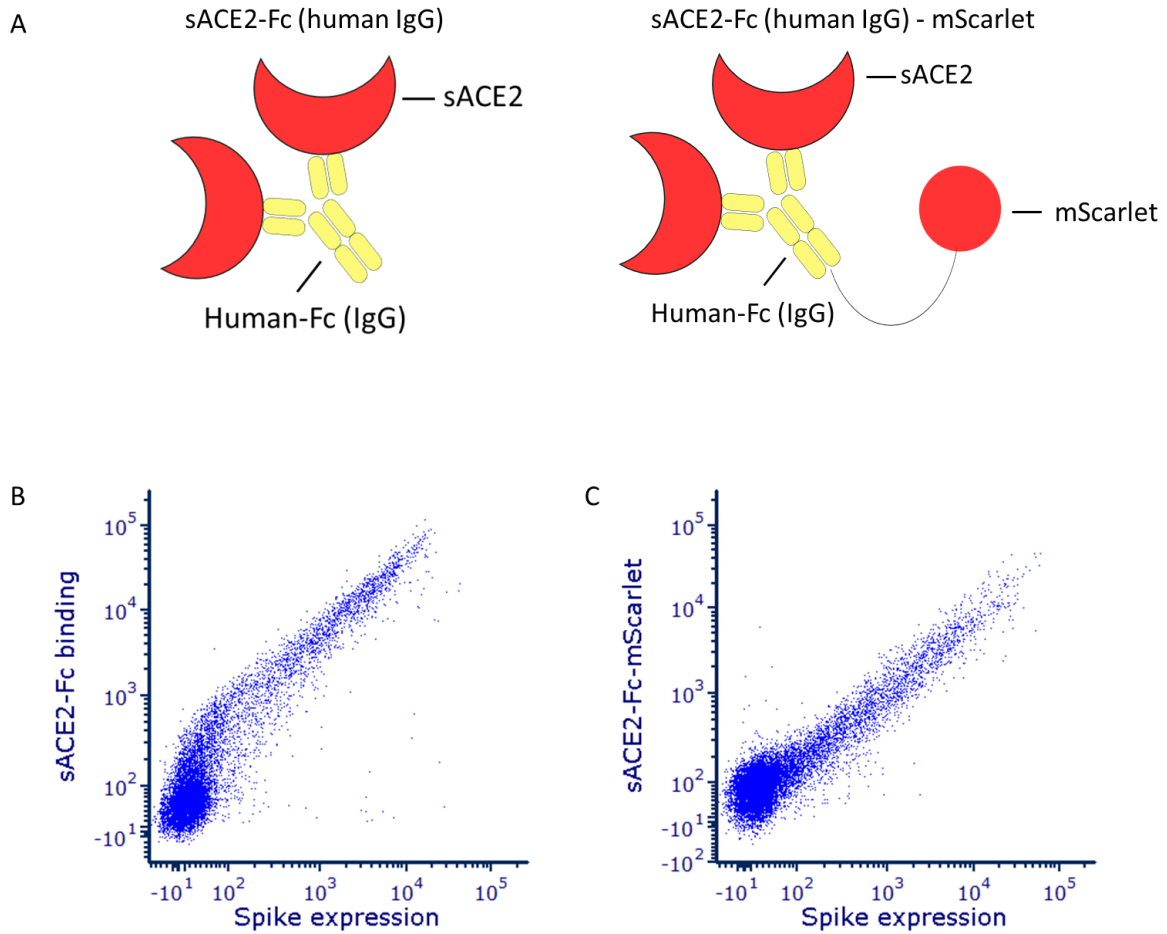 A
sACE2-Fc (human IgG)
sACE2-Fc (human IgG) - mScarlet
sACE2
sACE2
mScarlet
Human-Fc (IgG)
Human-Fc (IgG)
B
sACE2-Fc binding
10^5
10^4
10^3
10^2
-10^1
-10^1 10^2 10^3 10^4 10^5
Spike expression
C
sACE2-Fc-mScarlet
10^5
10^4
10^3
10^2
-10^1
-10^2
-10^1 10^2 10^3 10^4 10^5
Spike expression